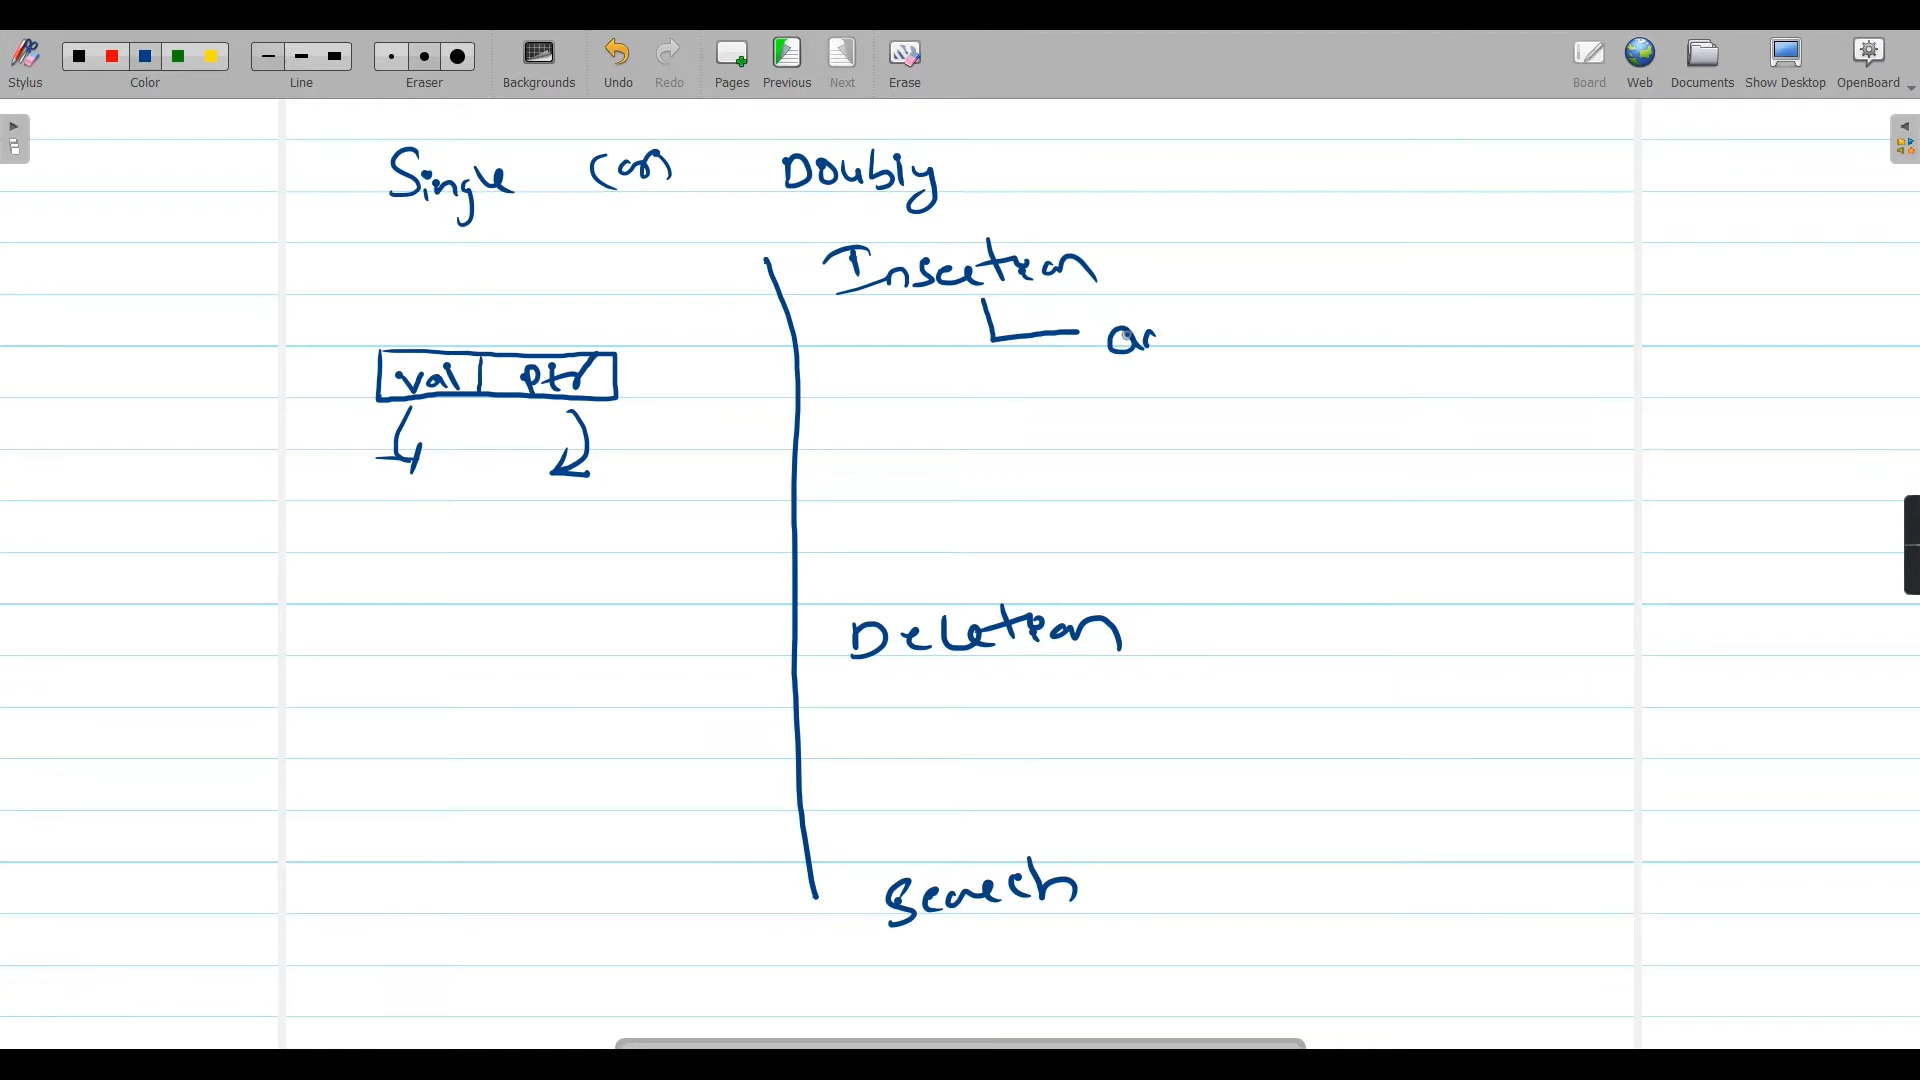 Stylus Color Line Eraser Backgrounds Undo Redo Pages Previous Next Erase Board Web Documents Show Desktop OpenBoard
Single (or) Doubly
Insertion
val ptr
Deletion
Search